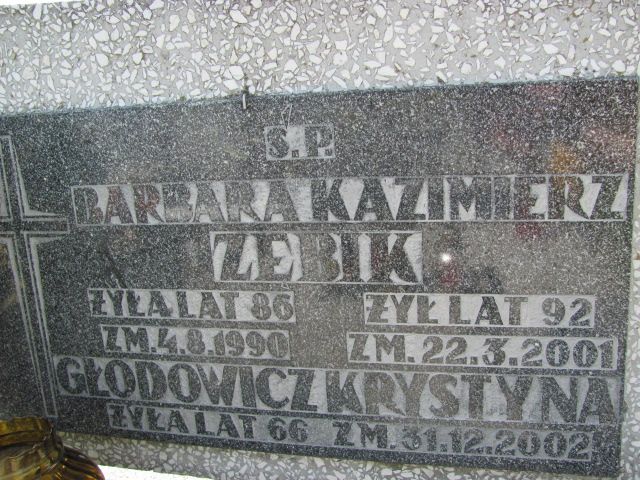 Ś.P.
BARBARA KAZIMIERZ
ZEBIK
ŻYŁA LAT 86 ŻYŁ LAT 92
ZM. 4.8.1990 ZM. 22.3.2001
GŁODOWICZ KRYSTYNA
ŻYŁA LAT 66 ZM. 31.12.2002